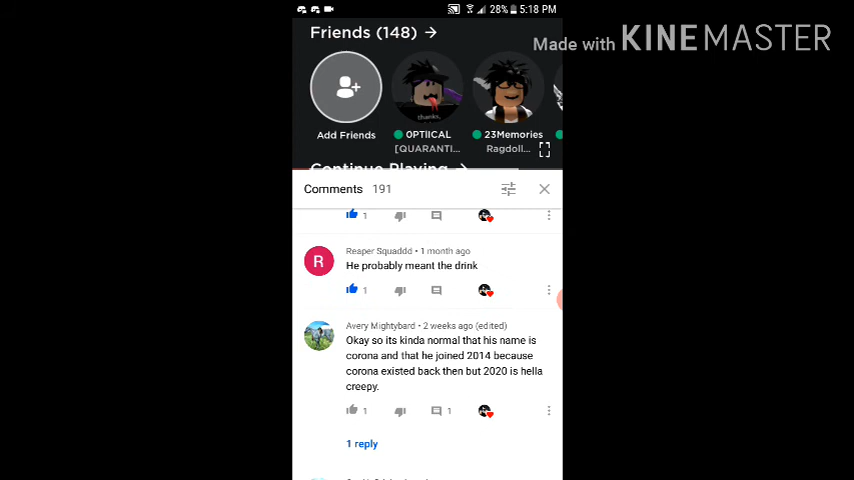 28% 5:18 PM
Friends (148) →
Made with KINEMASTER
thanks,
Add Friends
0PTIICAL
23Memories
[QUARANTI...
Ragdoll...
Continue Playing →
Comments 191
1
Reaper Squaddd • 1 month ago
R
He probably meant the drink
1
Avery Mightybard • 2 weeks ago (edited)
Okay so its kinda normal that his name is
corona and that he joined 2014 because
corona existed back then but 2020 is hella
creepy.
1 1
1 reply